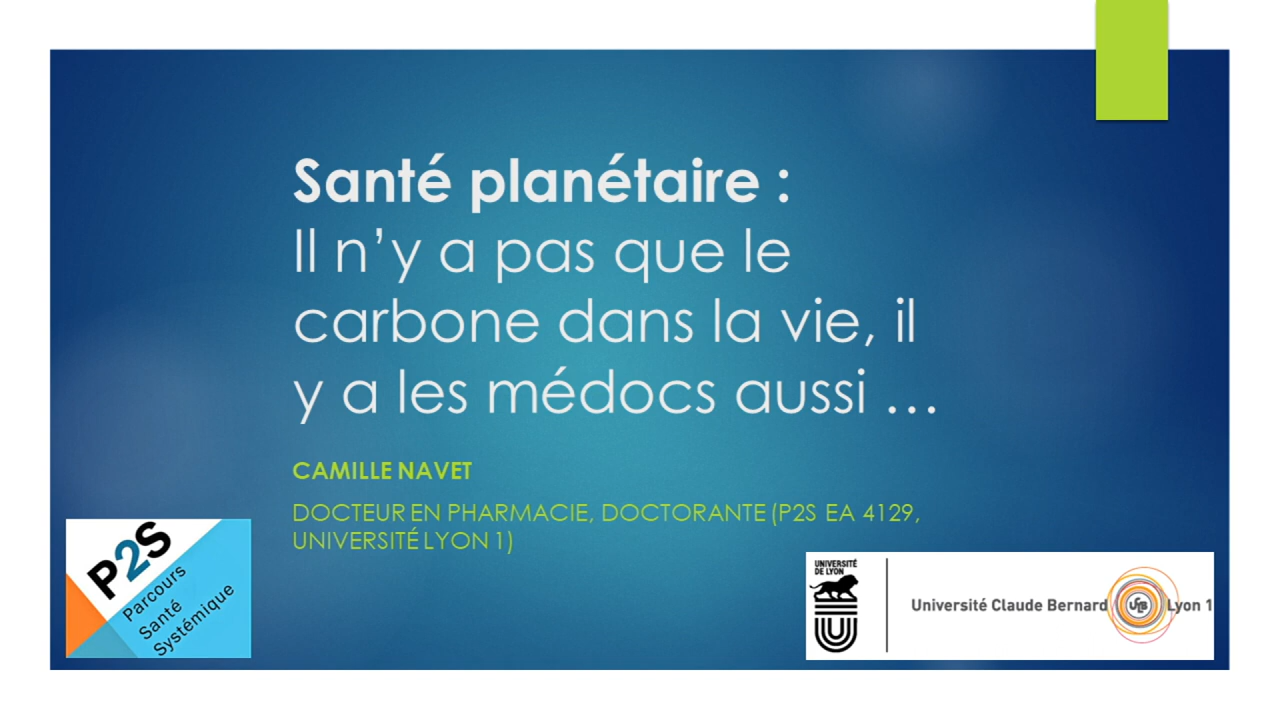 Santé planétaire :
Il n’y a pas que le
carbone dans la vie, il
y a les médocs aussi …
CAMILLE NAVET
DOCTEUR EN PHARMACIE, DOCTORANTE (P2S EA 4129,
UNIVERSITÉ LYON 1)
P2S
Parcours
Santé
Systémique
UNIVERSITÉ
DE LYON
Université Claude Bernard Lyon 1